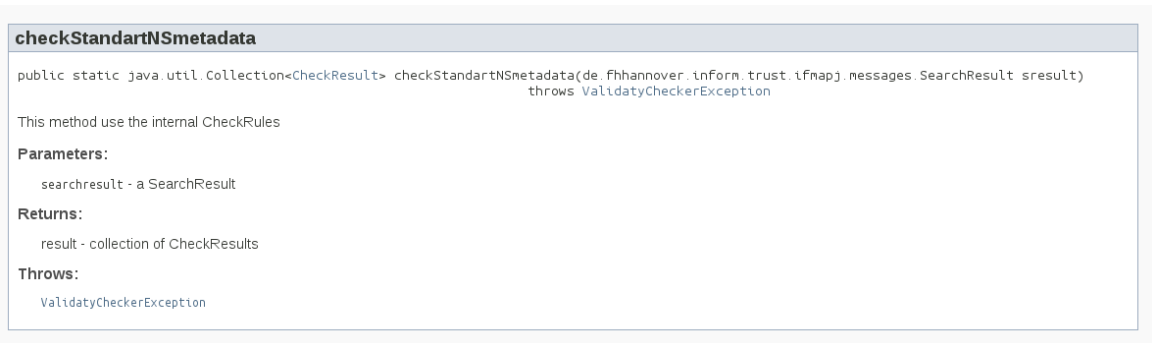 checkStandartNSmetadata
public static java.util.Collection<CheckResult> checkStandartNSmetadata(de.fhhannover.inform.trust.ifmapj.messages.SearchResult sresult)
throws ValidatyCheckerException
This method use the internal CheckRules
Parameters:
searchresult - a SearchResult
Returns:
result - collection of CheckResults
Throws:
ValidatyCheckerException